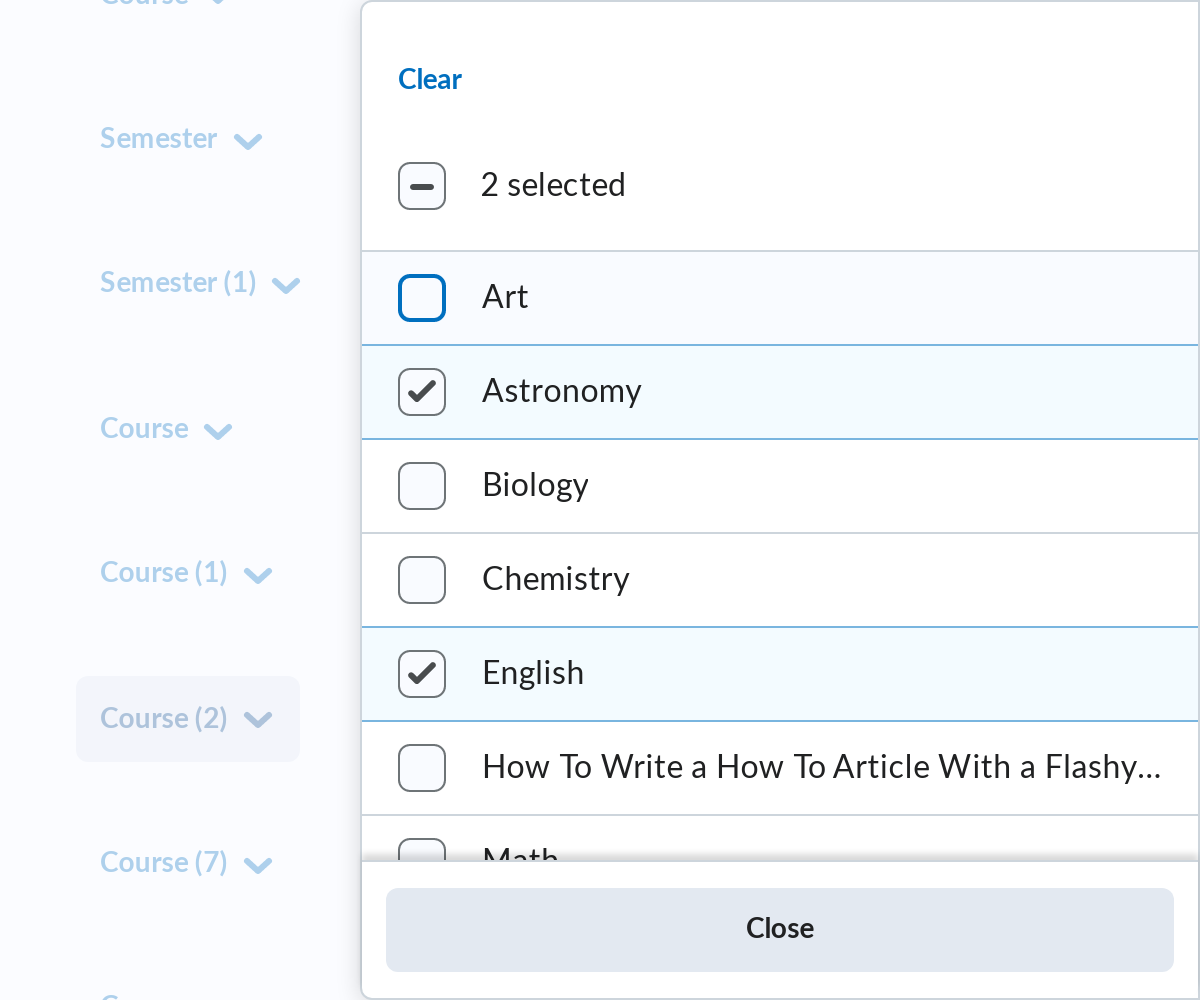 Course
Semester
Semester (1)
Course
Course (1)
Course (2)
Course (7)
Clear
2 selected
Art
Astronomy
Biology
Chemistry
English
How To Write a How To Article With a Flashy...
Math
Close